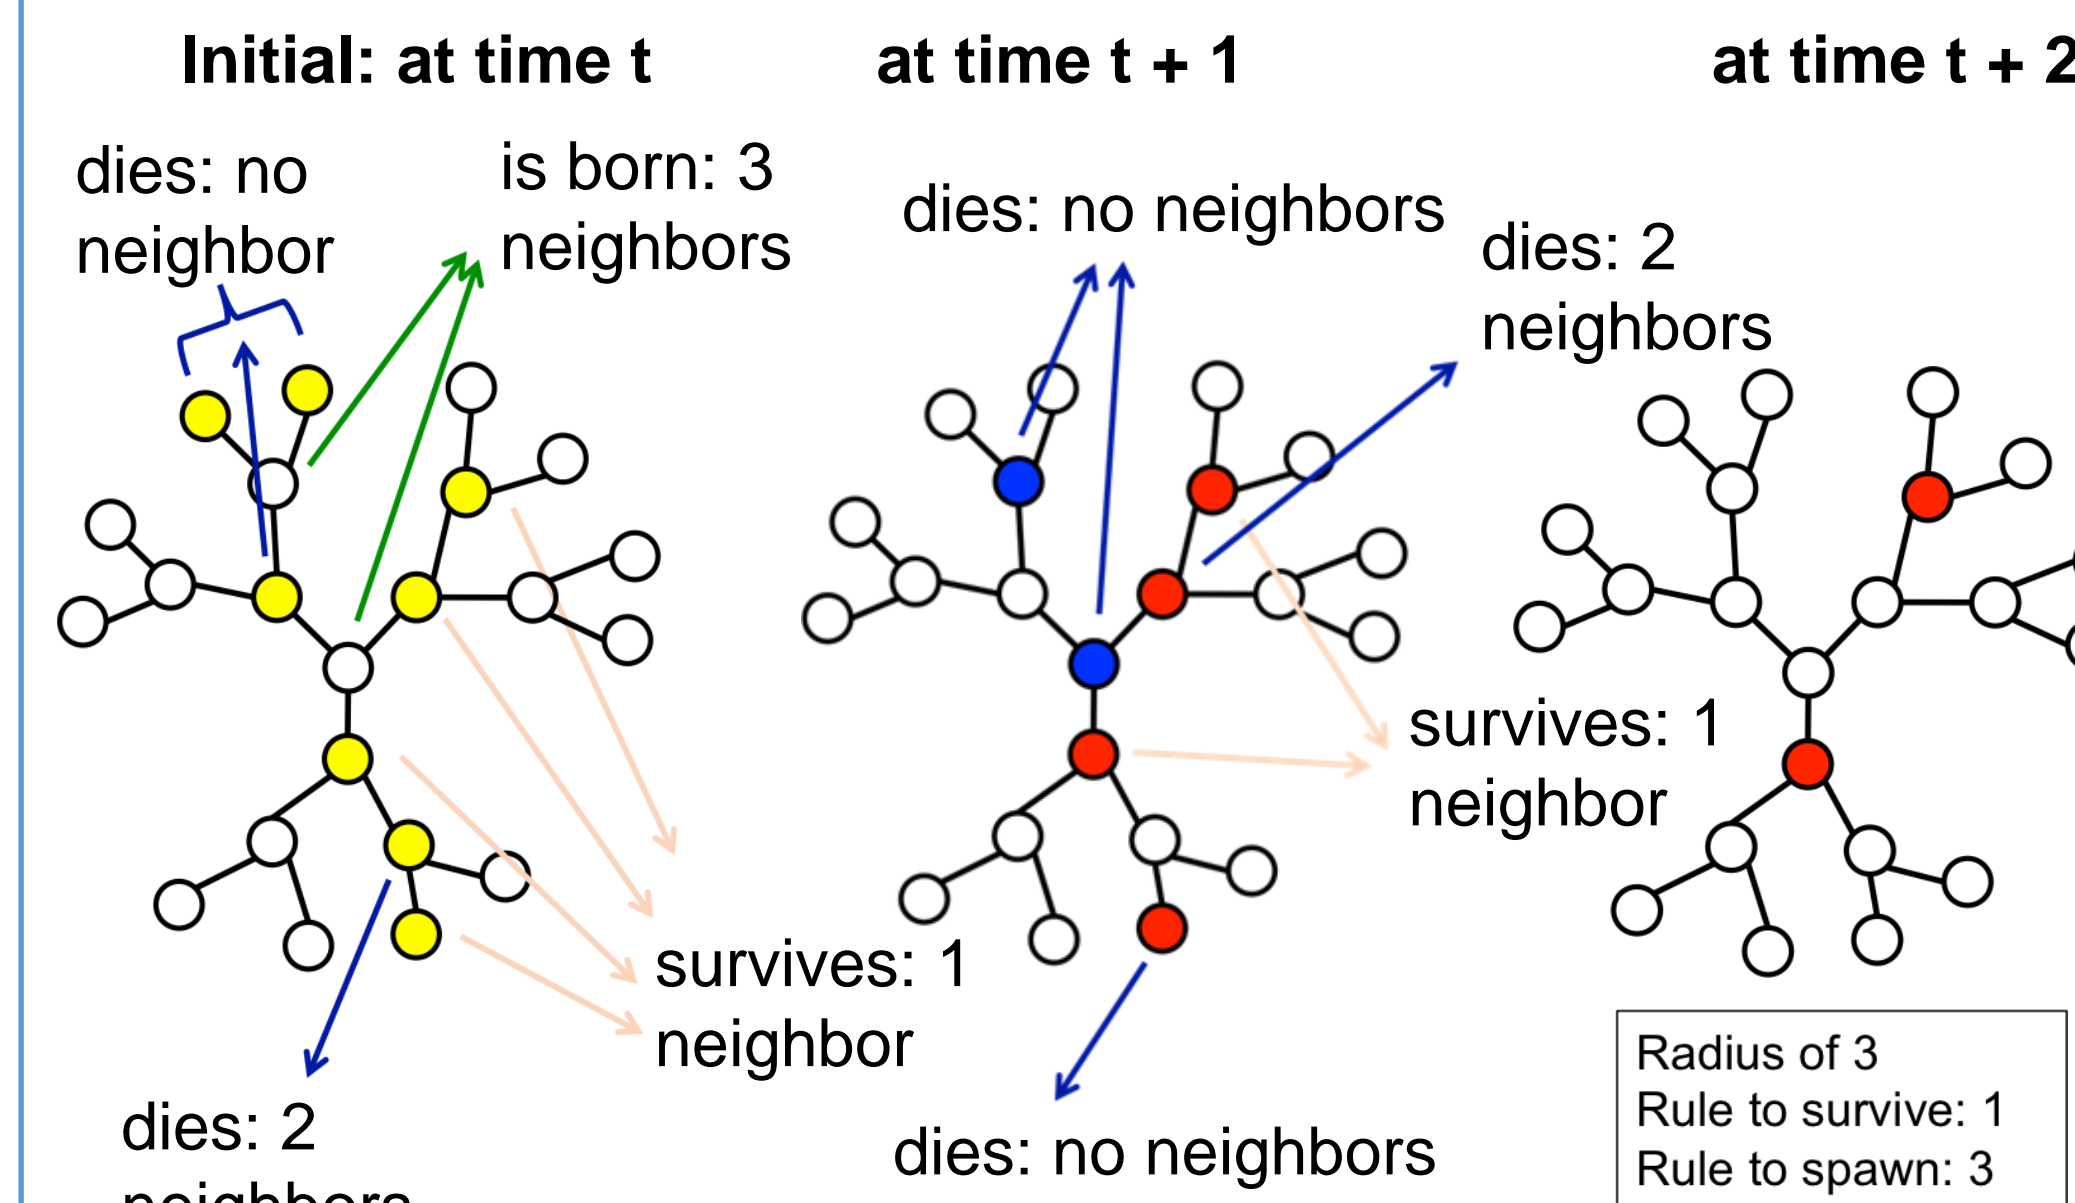 Initial: at time t
at time t + 1
at time t + 2
dies: no
neighbor
is born: 3
neighbors
dies: no neighbors
dies: 2
neighbors
survives: 1
neighbor
survives: 1
neighbor
dies: 2
neighbors
dies: no neighbors
Radius of 3
Rule to survive: 1
Rule to spawn: 3